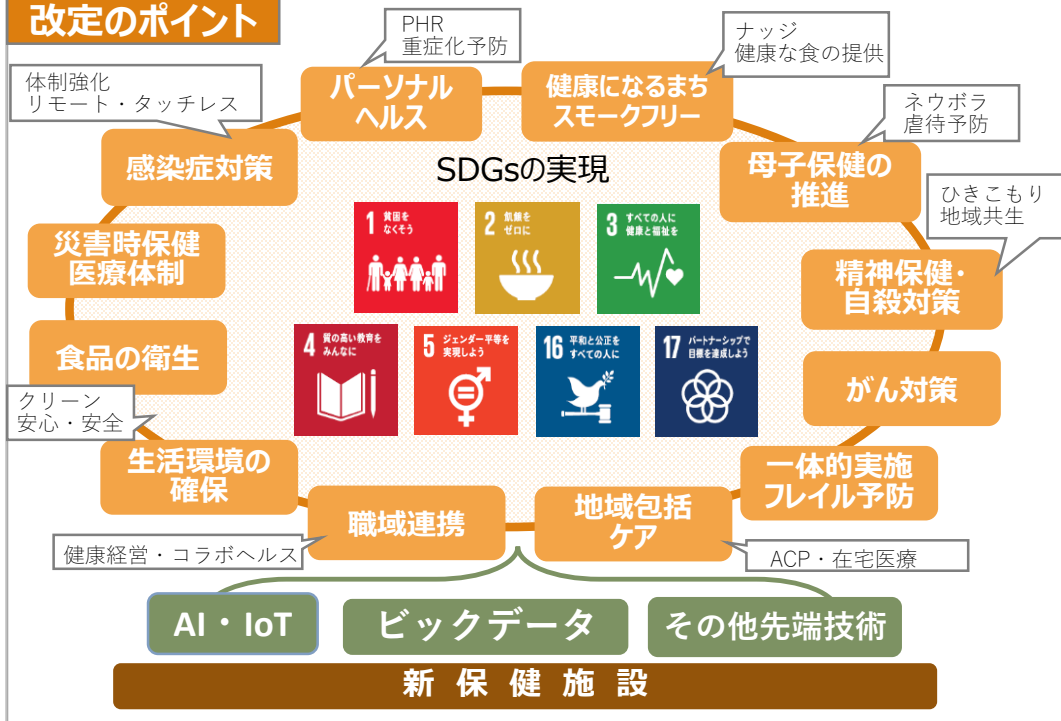 改定のポイント
PHR
重症化予防
ナッジ
健康な食の提供
体制強化
リモート・タッチレス
パーソナル
ヘルス
健康になるまち
スモークフリー
ネウボラ
虐待予防
感染症対策
SDGsの実現
母子保健の
推進
ひきこもり
地域共生
1 貧困を
なくそう
2 飢餓を
ゼロに
3 すべての人に
健康と福祉を
災害時保健
医療体制
精神保健・
自殺対策
食品の衛生
4 質の高い教育を
みんなに
5 ジェンダー平等を
実現しよう
16 平和と公正を
すべての人に
17 パートナーシップで
目標を達成しよう
がん対策
クリーン
安心・安全
生活環境の
確保
一体的実施
フレイル予防
職域連携
地域包括
ケア
健康経営・コラボヘルス
ACP・在宅医療
AI・IoT
ビックデータ
その他先端技術
新保健施設